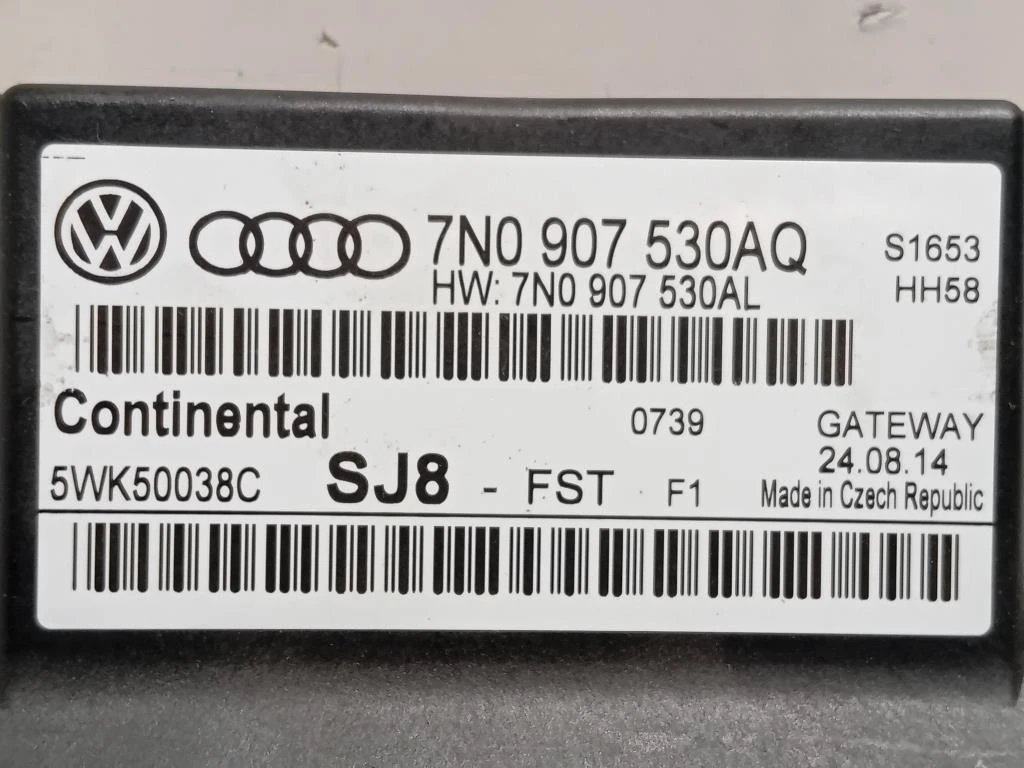 7N0 907 530AQ S1653
HW: 7N0 907 530AL HH58
Continental 0739 GATEWAY
24.08.14
5WK50038C SJ8 - FST F1 Made in Czech Republic